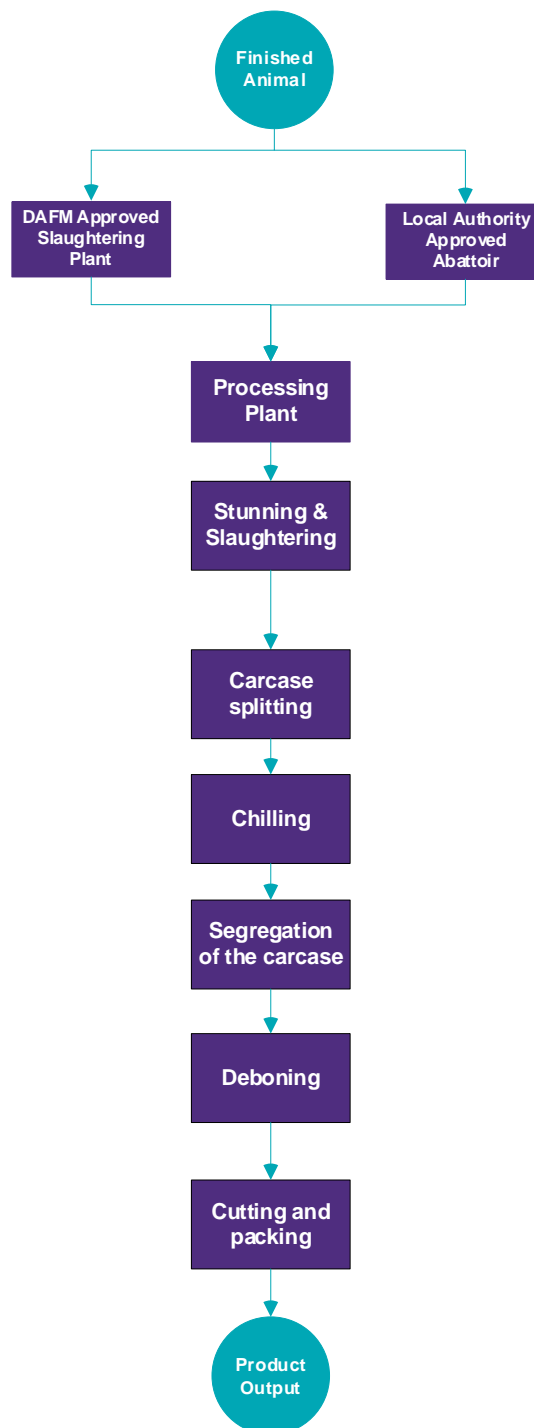 Finished
Animal
DAFM Approved
Slaughtering
Plant
Local Authority
Approved
Abattoir
Processing
Plant
Stunning &
Slaughtering
Carcase
splitting
Chilling
Segregation
of the carcase
Deboning
Cutting and
packing
Product
Output